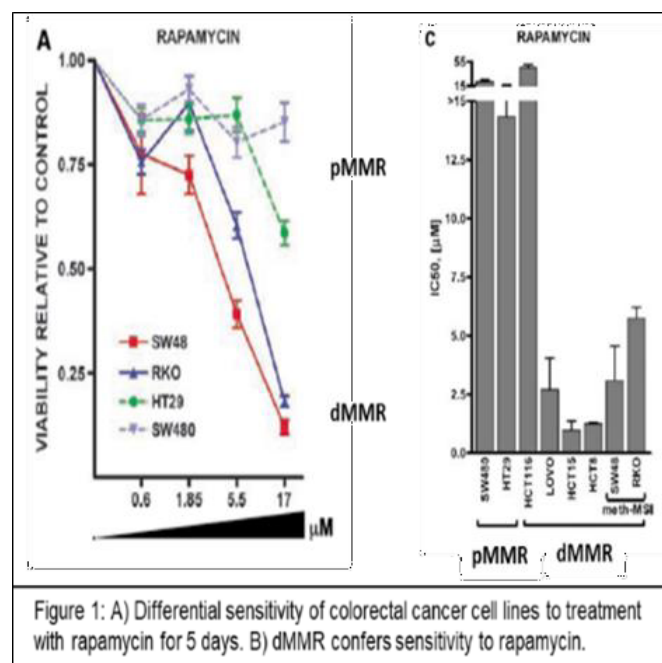 A
RAPAMYCIN
VIABILITY RELATIVE TO CONTROL
1.00
0.75
0.50
0.25
SW48
RKO
HT29
SW480
0.6 1.85 5.5 17
μM
pMMR
dMMR
C
RAPAMYCIN
IC50, [μM]
55
15
>15
12.5
10.0
7.5
5.0
2.5
0.0
SW480 HT29 HCT116 LOVO HCT15 HCT8 SW48 RKO
meth-MSI
pMMR dMMR
Figure 1: A) Differential sensitivity of colorectal cancer cell lines to treatment
with rapamycin for 5 days. B) dMMR confers sensitivity to rapamycin.